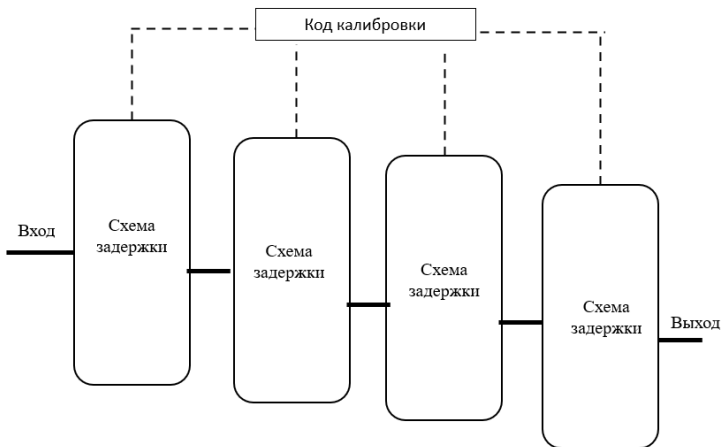 Код калибровки
Вход
Схема
задержки
Схема
задержки
Схема
задержки
Схема
задержки
Выход